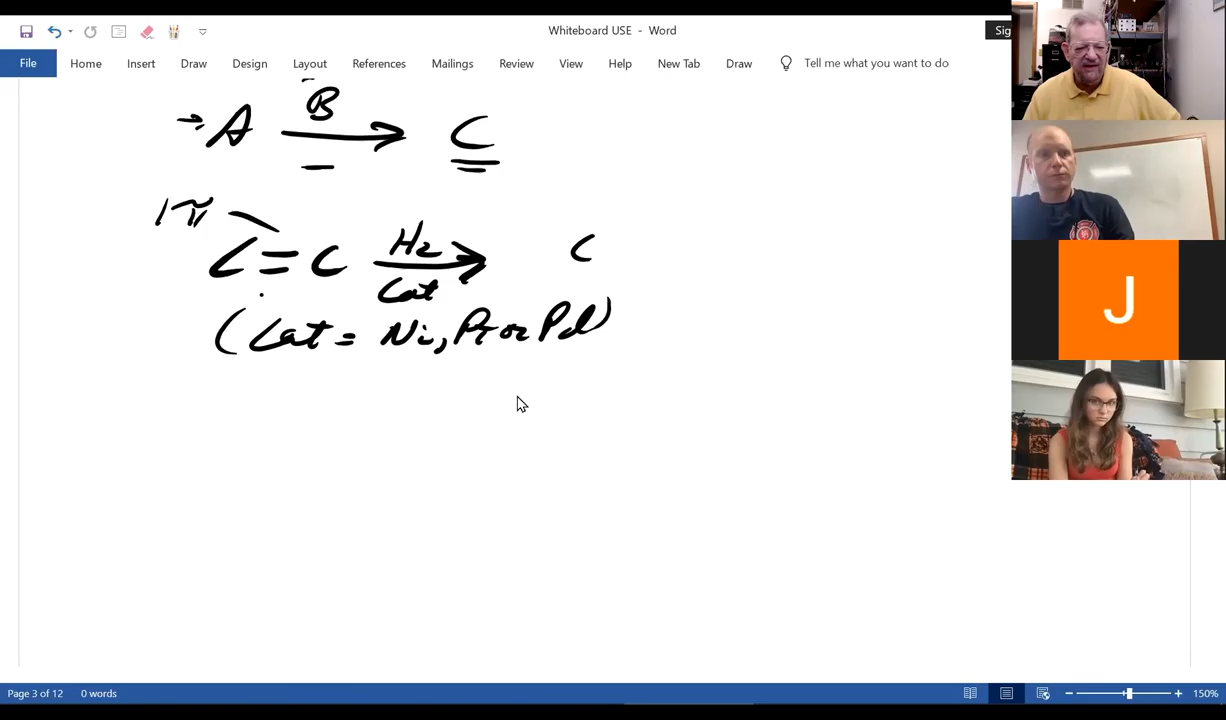 Whiteboard USE - Word
Sig
File Home Insert Draw Design Layout References Mailings Review View Help New Tab Draw Tell me what you want to do
B
→ A ⟶ C
1π
C=C H2 ⟶ C
Cat
(Cat = Ni, Pt or Pd)
J
Page 3 of 12 0 words
150%